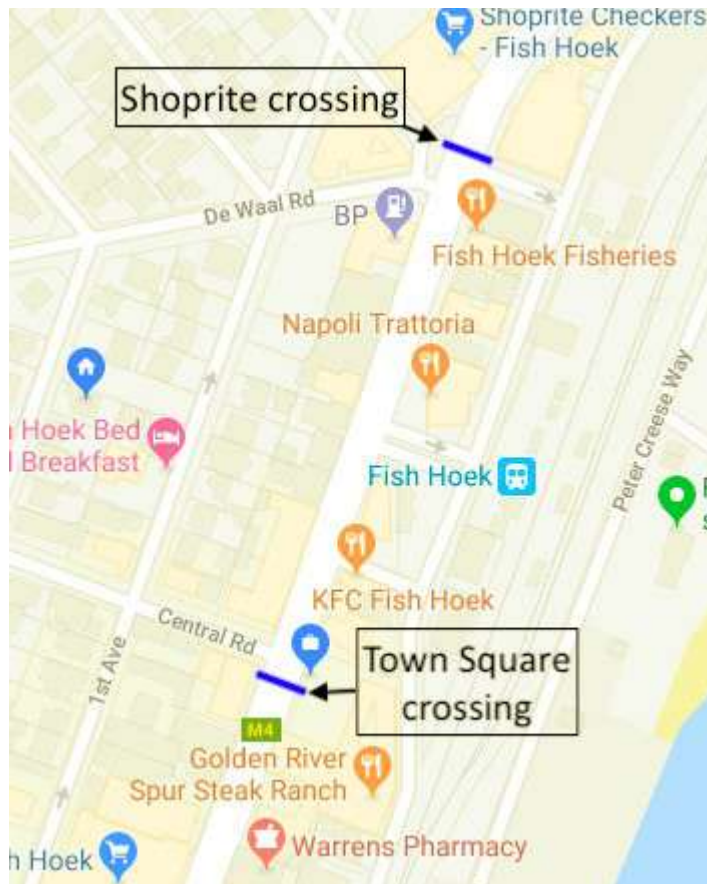 Shoprite Checkers
- Fish Hoek
Shoprite crossing
De Waal Rd
BP
Fish Hoek Fisheries
Napoli Trattoria
Hoek Bed
Breakfast
Fish Hoek
Peter Creese Way
KFC Fish Hoek
Central Rd
1st Ave
Town Square
crossing
M4
Golden River
Spur Steak Ranch
Warrens Pharmacy
Hoek